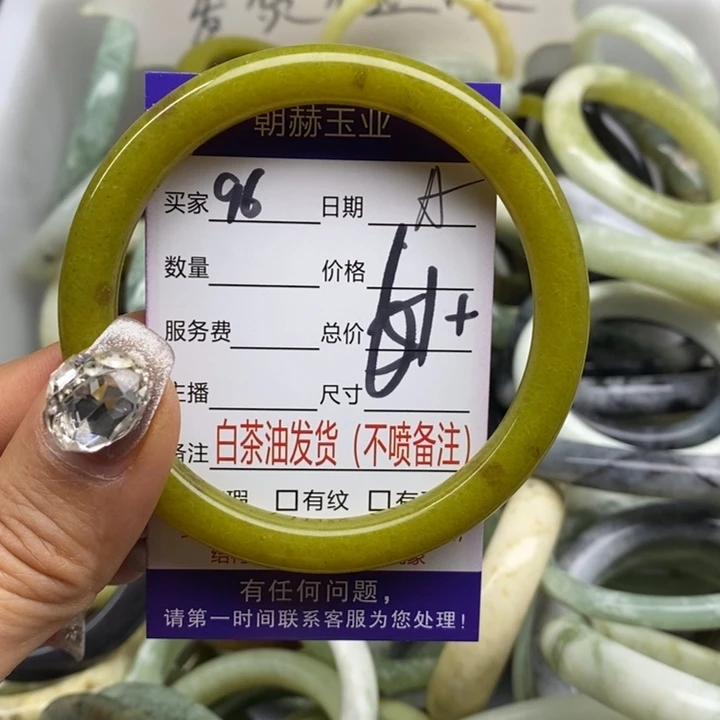 朝赫玉业
买家 96 日期 A
数量 价格
服务费 总价
主播 尺寸
备注 白茶油发货（不喷备注）
瑕 □有纹 □有
有任何问题，
请第一时间联系客服为您处理！